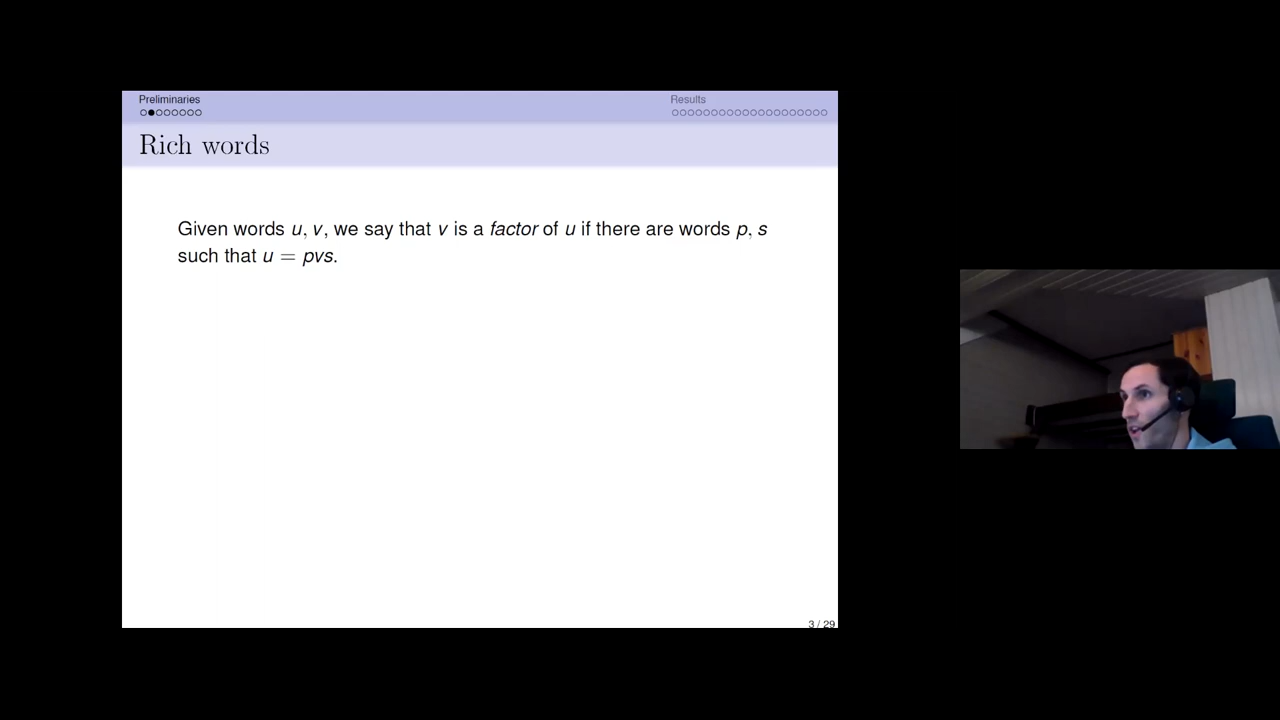 Preliminaries
Results
Rich words
Given words u, v, we say that v is a factor of u if there are words p, s
such that u = pvs.
3 / 29